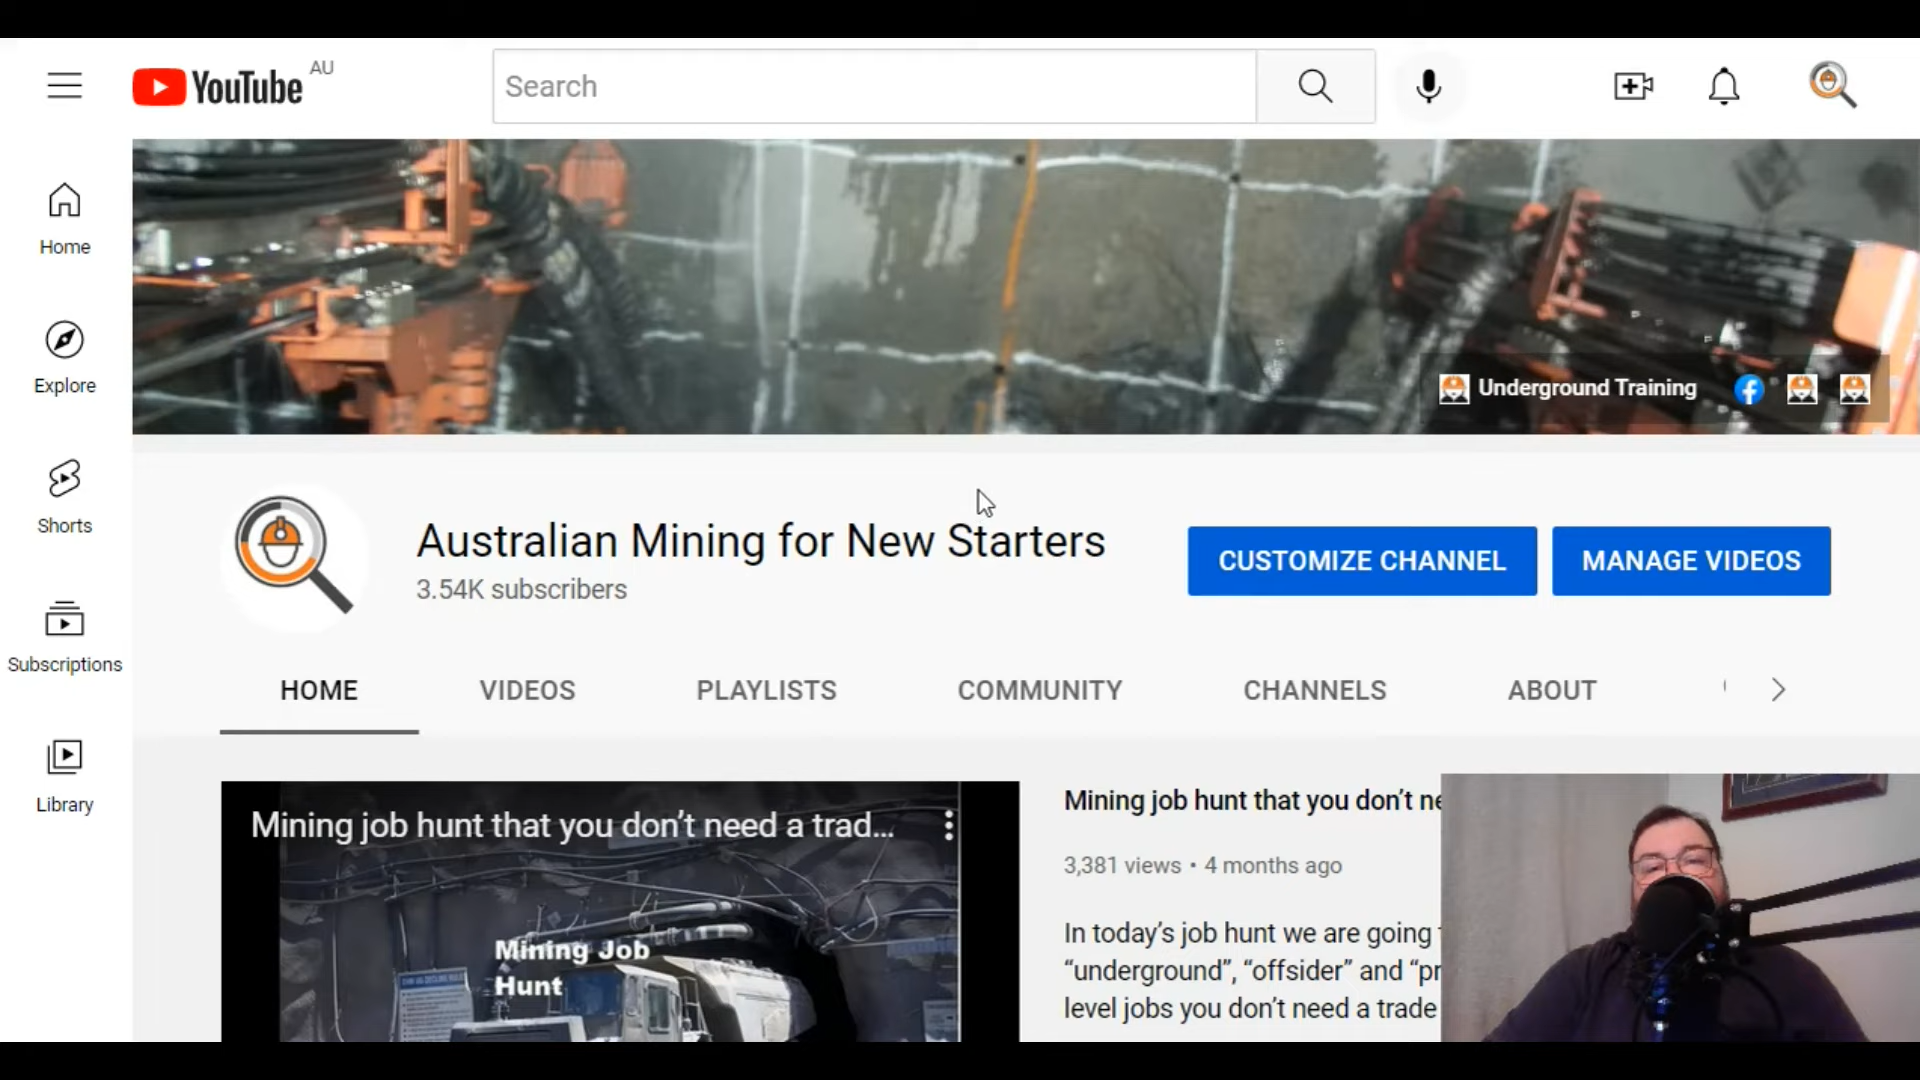 YouTube AU
Search
Home
Explore
Shorts
Subscriptions
Library
Underground Training
Australian Mining for New Starters
3.54K subscribers
CUSTOMIZE CHANNEL
MANAGE VIDEOS
HOME VIDEOS PLAYLISTS COMMUNITY CHANNELS ABOUT
Mining job hunt that you don’t need a trad...
Mining Job
Hunt
Mining job hunt that you don’t ne
3,381 views • 4 months ago
In today’s job hunt we are going
“underground”, “offsider” and “pr
level jobs you don’t need a trade